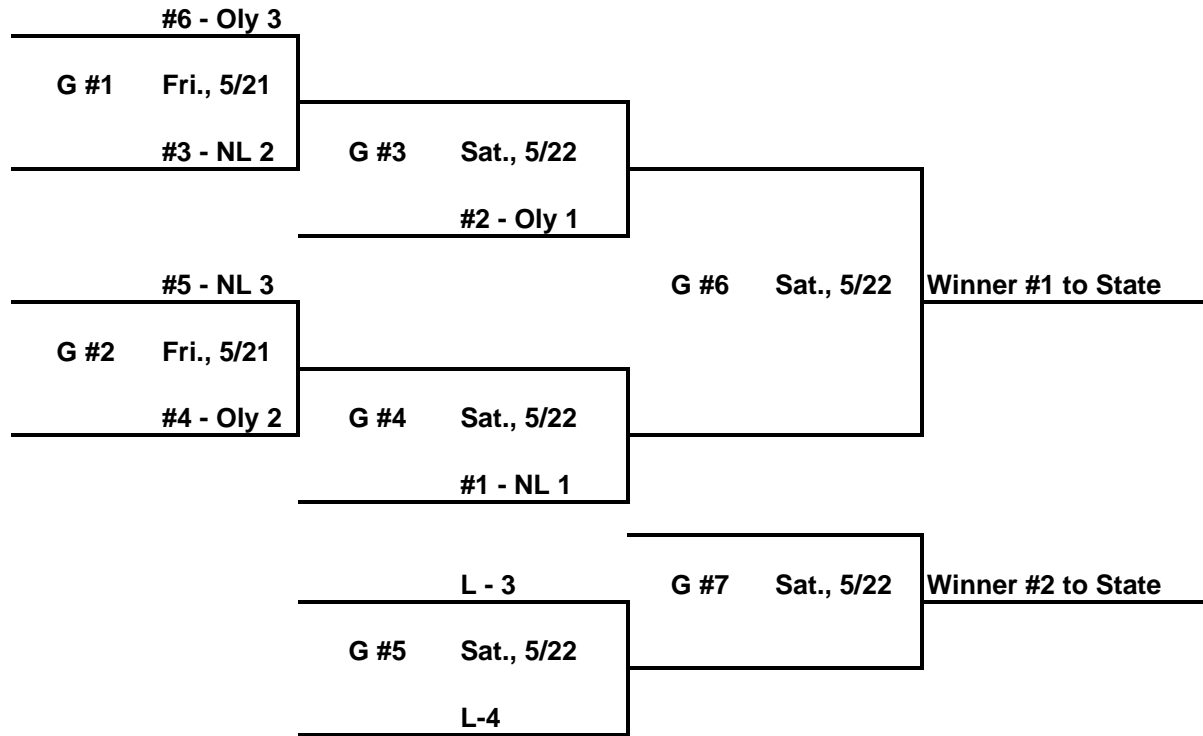 #6 - Oly 3
G #1 Fri., 5/21
#3 - NL 2
G #3 Sat., 5/22
#2 - Oly 1
#5 - NL 3
G #6 Sat., 5/22 Winner #1 to State
G #2 Fri., 5/21
#4 - Oly 2
G #4 Sat., 5/22
#1 - NL 1
L - 3
G #7 Sat., 5/22 Winner #2 to State
G #5 Sat., 5/22
L-4